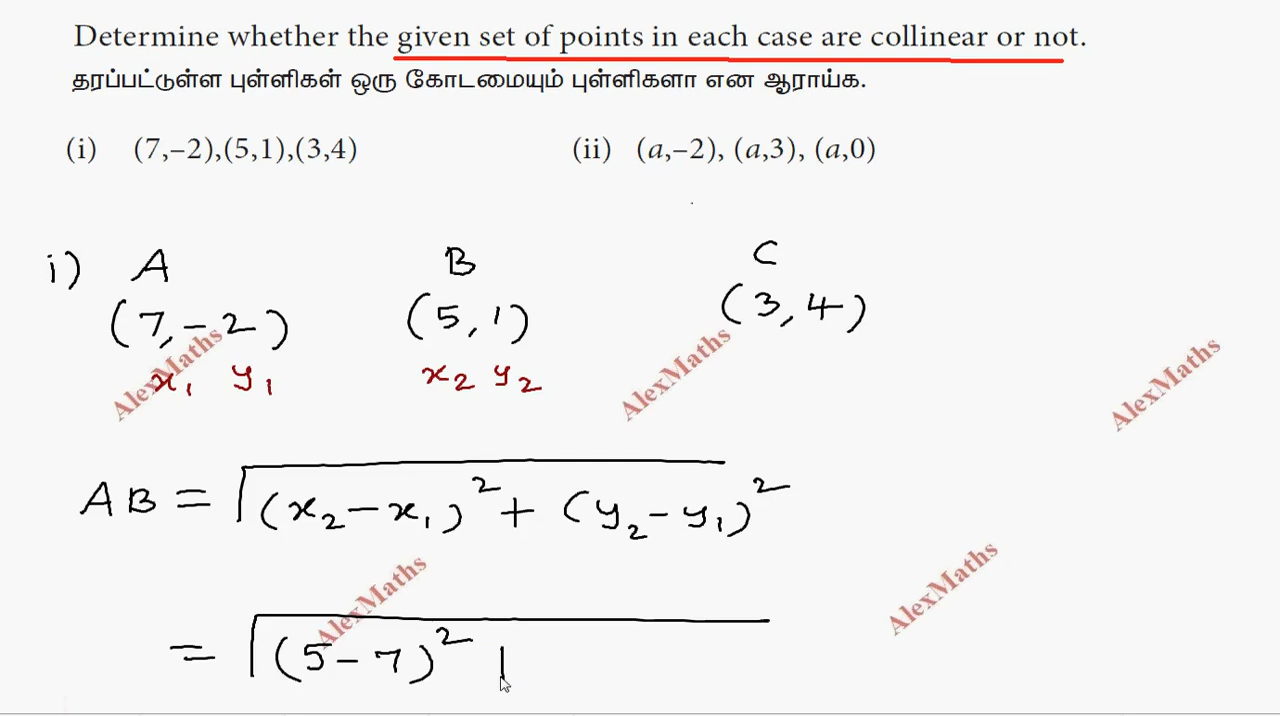 Determine whether the given set of points in each case are collinear or not.
தரப்பட்டுள்ள புள்ளிகள் ஒரு கோடமையும் புள்ளிகளா என ஆராய்க.
(i) (7,–2),(5,1),(3,4) (ii) (a,–2), (a,3), (a,0)
i) A B C
(7,-2) (5,1) (3,4)
x₁ y₁ x₂ y₂
AlexMaths AlexMaths AlexMaths
AB = √(x₂-x₁)² + (y₂-y₁)²
AlexMaths AlexMaths
= √(5-7)²